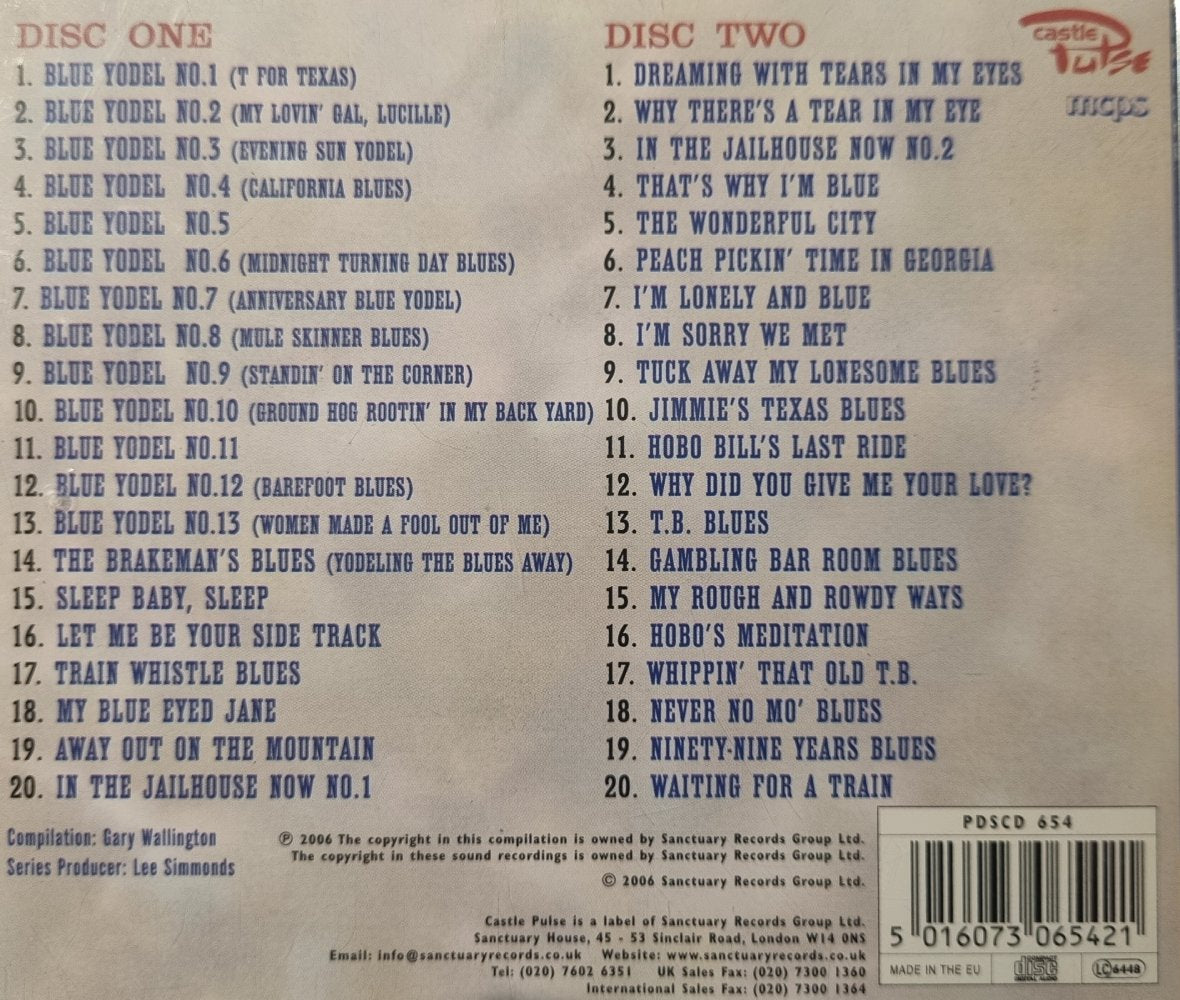 DISC ONE
1. BLUE YODEL NO.1 (T FOR TEXAS)
2. BLUE YODEL NO.2 (MY LOVIN' GAL, LUCILLE)
3. BLUE YODEL NO.3 (EVENING SUN YODEL)
4. BLUE YODEL NO.4 (CALIFORNIA BLUES)
5. BLUE YODEL NO.5
6. BLUE YODEL NO.6 (MIDNIGHT TURNING DAY BLUES)
7. BLUE YODEL NO.7 (ANNIVERSARY BLUE YODEL)
8. BLUE YODEL NO.8 (MULE SKINNER BLUES)
9. BLUE YODEL NO.9 (STANDIN' ON THE CORNER)
10. BLUE YODEL NO.10 (GROUND HOG ROOTIN' IN MY BACK YARD)
11. BLUE YODEL NO.11
12. BLUE YODEL NO.12 (BAREFOOT BLUES)
13. BLUE YODEL NO.13 (WOMEN MADE A FOOL OUT OF ME)
14. THE BRAKEMAN'S BLUES (YODELING THE BLUES AWAY)
15. SLEEP BABY, SLEEP
16. LET ME BE YOUR SIDE TRACK
17. TRAIN WHISTLE BLUES
18. MY BLUE EYED JANE
19. AWAY OUT ON THE MOUNTAIN
20. IN THE JAILHOUSE NOW NO.1
DISC TWO
1. DREAMING WITH TEARS IN MY EYES
2. WHY THERE'S A TEAR IN MY EYE
3. IN THE JAILHOUSE NOW NO.2
4. THAT'S WHY I'M BLUE
5. THE WONDERFUL CITY
6. PEACH PICKIN' TIME IN GEORGIA
7. I'M LONELY AND BLUE
8. I'M SORRY WE MET
9. TUCK AWAY MY LONESOME BLUES
10. JIMMIE'S TEXAS BLUES
11. HOBO BILL'S LAST RIDE
12. WHY DID YOU GIVE ME YOUR LOVE?
13. T.B. BLUES
14. GAMBLING BAR ROOM BLUES
15. MY ROUGH AND ROWDY WAYS
16. HOBO'S MEDITATION
17. WHIPPIN' THAT OLD T.B.
18. NEVER NO MO' BLUES
19. NINETY-NINE YEARS BLUES
20. WAITING FOR A TRAIN
castle
PULSE
mcps
Compilation: Gary Wallington
Series Producer: Lee Simmonds
℗ 2006 The copyright in this compilation is owned by Sanctuary Records Group Ltd.
The copyright in these sound recordings is owned by Sanctuary Records Group Ltd.
© 2006 Sanctuary Records Group Ltd.
Castle Pulse is a label of Sanctuary Records Group Ltd.
Sanctuary House, 45 - 53 Sinclair Road, London W14 0NS
Email: info@sanctuaryrecords.co.uk Website: www.sanctuaryrecords.co.uk
Tel: (020) 7602 6351 UK Sales Fax: (020) 7300 1360
International Sales Fax: (020) 7300 1364
PDSCD 654
5 016073 065421
MADE IN THE EU
COMPACT
disc
DIGITAL AUDIO
LC 6448